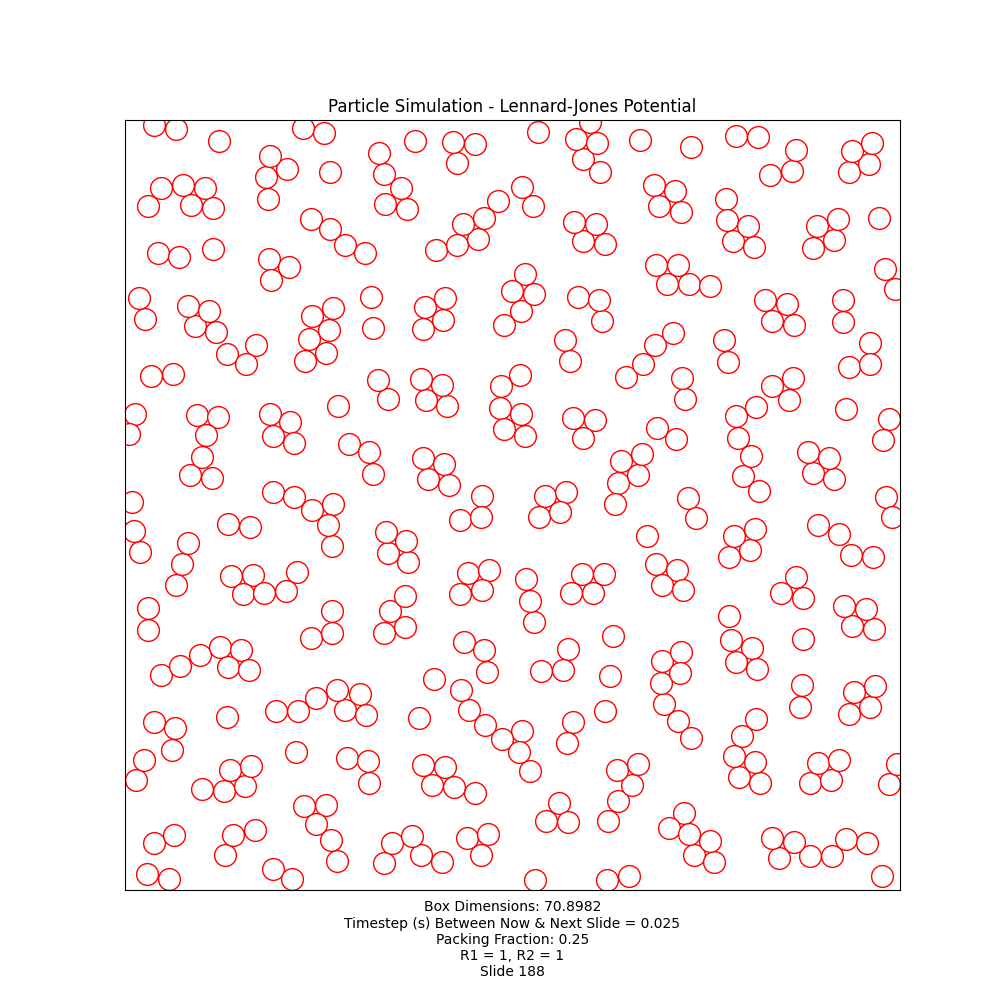 Particle Simulation - Lennard-Jones Potential
Box Dimensions: 70.8982
Timestep (s) Between Now & Next Slide = 0.025
Packing Fraction: 0.25
R1 = 1, R2 = 1
Slide 188